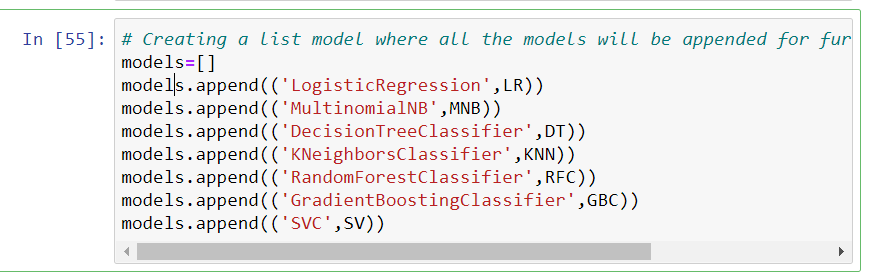 In [55]: # Creating a list model where all the models will be appended for fur
models=[]
models.append(('LogisticRegression',LR))
models.append(('MultinomialNB',MNB))
models.append(('DecisionTreeClassifier',DT))
models.append(('KNeighborsClassifier',KNN))
models.append(('RandomForestClassifier',RFC))
models.append(('GradientBoostingClassifier',GBC))
models.append(('SVC',SV))